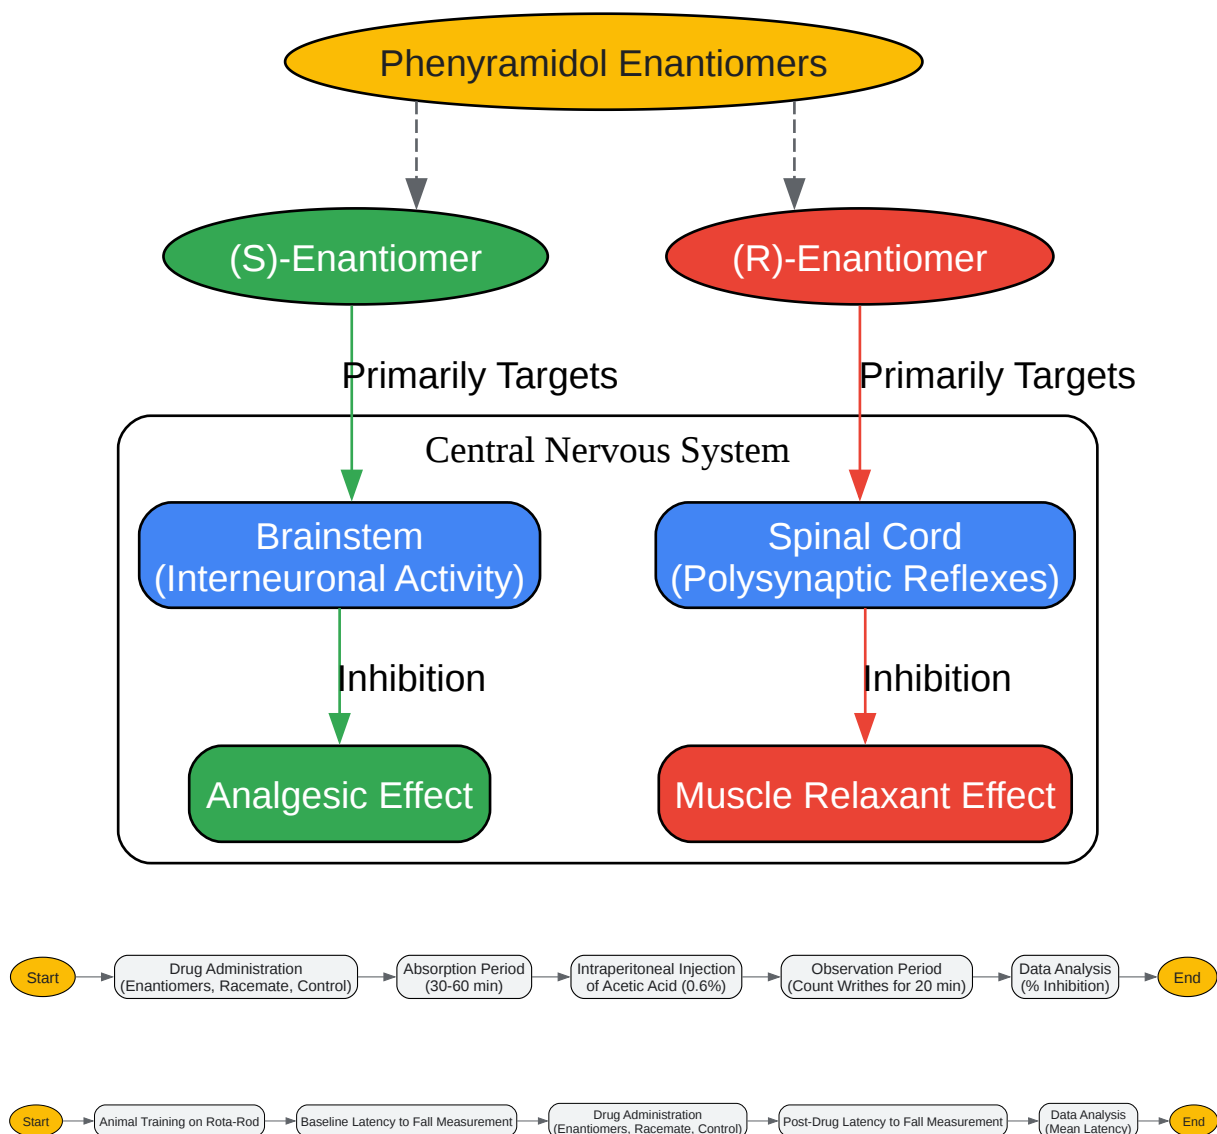 Phenyramidol Enantiomers
(S)-Enantiomer
(R)-Enantiomer
Primarily Targets
Primarily Targets
Central Nervous System
Brainstem
(Interneuronal Activity)
Spinal Cord
(Polysynaptic Reflexes)
Inhibition
Inhibition
Analgesic Effect
Muscle Relaxant Effect
Start
Drug Administration
(Enantiomers, Racemate, Control)
Absorption Period
(30-60 min)
Intraperitoneal Injection
of Acetic Acid (0.6%)
Observation Period
(Count Writhes for 20 min)
Data Analysis
(% Inhibition)
End
Start
Animal Training on Rota-Rod
Baseline Latency to Fall Measurement
Drug Administration
(Enantiomers, Racemate, Control)
Post-Drug Latency to Fall Measurement
Data Analysis
(Mean Latency)
End